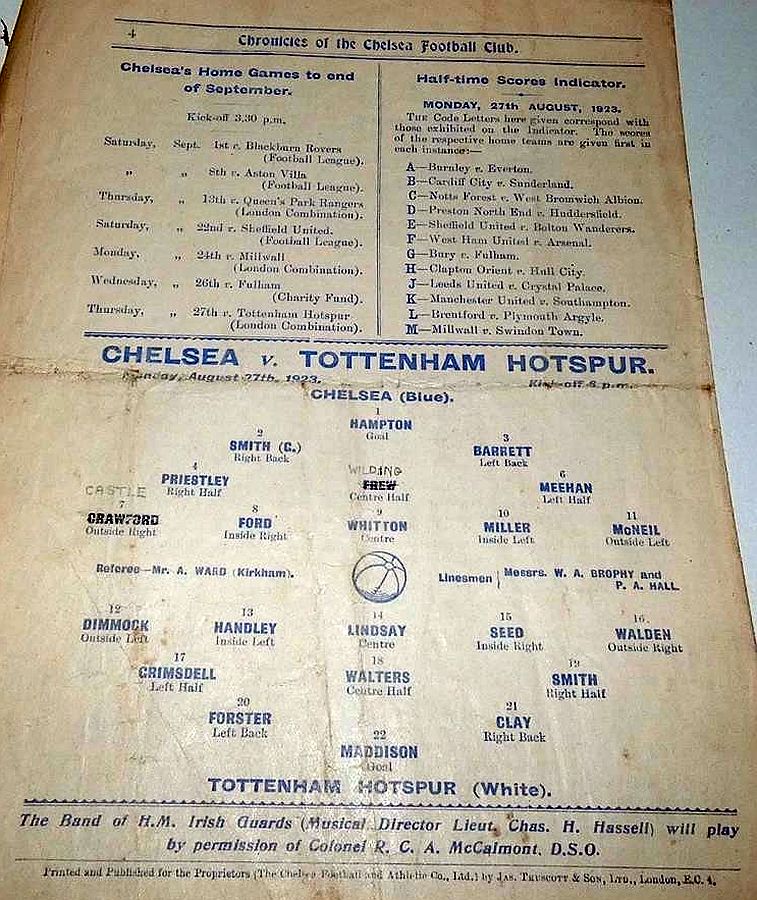 4
Chronicles of the Chelsea Football Club.
Chelsea's Home Games to end
of September.
Kick-off 3.30 p.m.
Saturday, Sept. 1st v. Blackburn Rovers
(Football League).
„ „ 8th v. Aston Villa
(Football League).
Thursday, „ 13th v. Queen's Park Rangers
(London Combination).
Saturday, „ 22nd v. Sheffield United.
(Football League).
Monday, „ 24th v. Millwall
(London Combination).
Wednesday, „ 26th v. Fulham
(Charity Fund).
Thursday, „ 27th v. Tottenham Hotspur
(London Combination).
Half-time Scores Indicator.
MONDAY, 27th AUGUST, 1923.
THE Code Letters here given correspond with
those exhibited on the Indicator. The scores
of the respective home teams are given first in
each instance:—
A—Burnley v. Everton.
B—Cardiff City v. Sunderland.
C—Notts Forest v. West Bromwich Albion.
D—Preston North End v. Huddersfield.
E—Sheffield United v. Bolton Wanderers.
F—West Ham United v. Arsenal.
G—Bury v. Fulham.
H—Clapton Orient v. Hull City.
J—Leeds United v. Crystal Palace.
K—Manchester United v. Southampton.
L—Brentford v. Plymouth Argyle.
M—Millwall v. Swindon Town.
CHELSEA v. TOTTENHAM HOTSPUR.
Monday, August 27th, 1923. Kick-off 6 p.m.
CHELSEA (Blue).
1
HAMPTON
Goal
2 3
SMITH (G.) BARRETT
Right Back Left Back
4 WILDING 6
PRIESTLEY FREW MEEHAN
Right Half Centre Half Left Half
CASTLE
7 8 9 10 11
CRAWFORD FORD WHITTON MILLER McNEIL
Outside Right Inside Right Centre Inside Left Outside Left
Referee—Mr. A. WARD (Kirkham). Linesmen Messrs. W. A. BROPHY and
P. A. HALL
12 13 14 15 16
DIMMOCK HANDLEY LINDSAY SEED WALDEN
Outside Left Inside Left Centre Inside Right Outside Right
17 18 19
GRIMSDELL WALTERS SMITH
Left Half Centre Half Right Half
20 21
FORSTER CLAY
Left Back Right Back
22
MADDISON
Goal
TOTTENHAM HOTSPUR (White).
The Band of H.M. Irish Guards (Musical Director Lieut. Chas. H. Hassell) will play
by permission of Colonel R. C. A. McCalmont, D.S.O.
Printed and Published for the Proprietors (The Chelsea Football and Athletic Co., Ltd.) by JAS. TRUSCOTT & SON, LTD., London, E.C. 4.